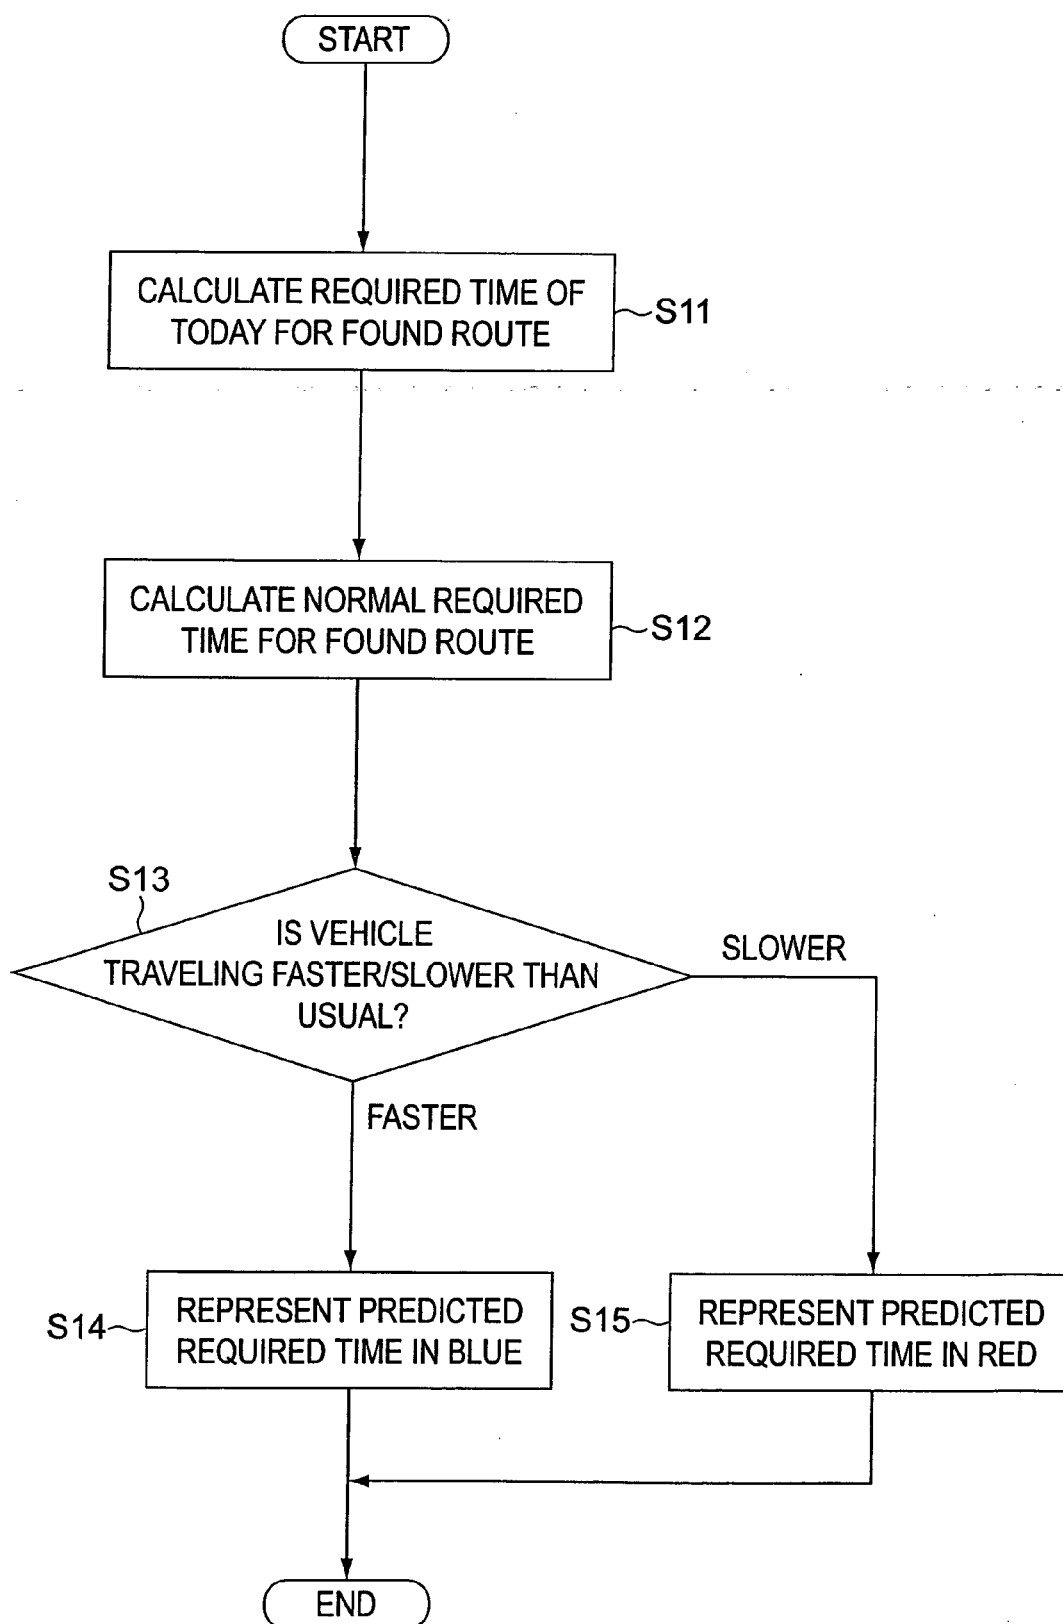 START
CALCULATE REQUIRED TIME OF
TODAY FOR FOUND ROUTE
S11
CALCULATE NORMAL REQUIRED
TIME FOR FOUND ROUTE
S12
S13
IS VEHICLE
TRAVELING FASTER/SLOWER THAN
USUAL?
SLOWER
FASTER
S14
REPRESENT PREDICTED
REQUIRED TIME IN BLUE
S15
REPRESENT PREDICTED
REQUIRED TIME IN RED
END